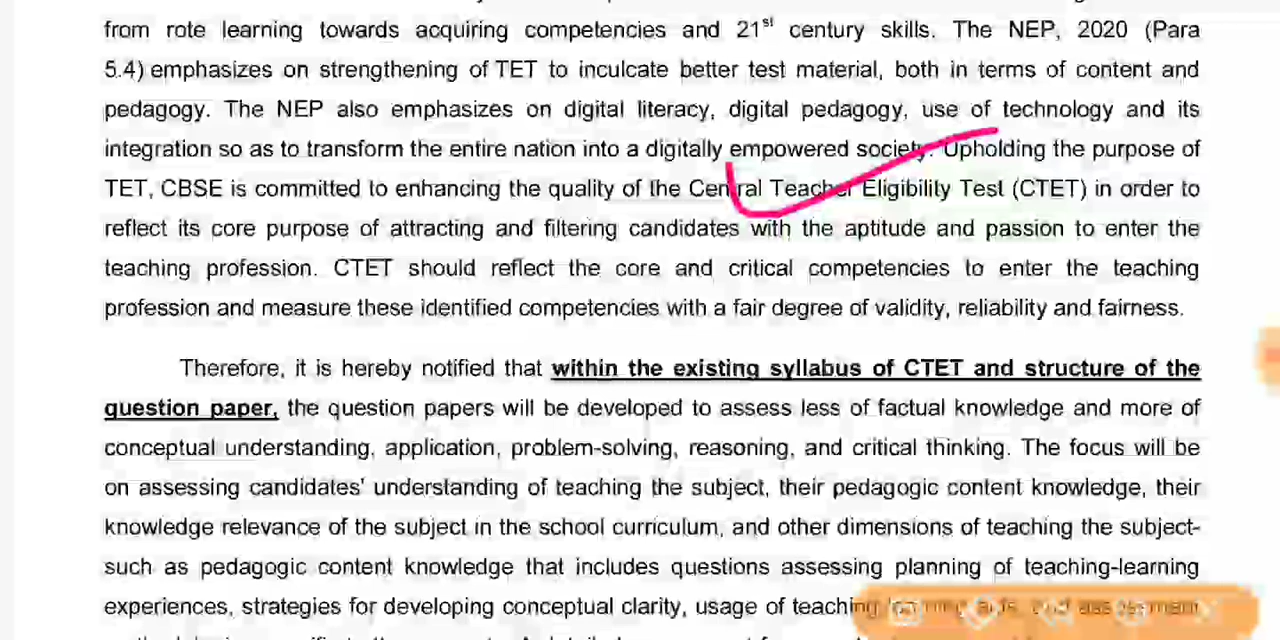 from rote learning towards acquiring competencies and 21st century skills. The NEP, 2020 (Para
5.4) emphasizes on strengthening of TET to inculcate better test material, both in terms of content and
pedagogy. The NEP also emphasizes on digital literacy, digital pedagogy, use of technology and its
integration so as to transform the entire nation into a digitally empowered society. Upholding the purpose of
TET, CBSE is committed to enhancing the quality of the Central Teacher Eligibility Test (CTET) in order to
reflect its core purpose of attracting and filtering candidates with the aptitude and passion to enter the
teaching profession. CTET should reflect the core and critical competencies to enter the teaching
profession and measure these identified competencies with a fair degree of validity, reliability and fairness.
Therefore, it is hereby notified that within the existing syllabus of CTET and structure of the
question paper, the question papers will be developed to assess less of factual knowledge and more of
conceptual understanding, application, problem-solving, reasoning, and critical thinking. The focus will be
on assessing candidates' understanding of teaching the subject, their pedagogic content knowledge, their
knowledge relevance of the subject in the school curriculum, and other dimensions of teaching the subject-
such as pedagogic content knowledge that includes questions assessing planning of teaching-learning
experiences, strategies for developing conceptual clarity, usage of teaching